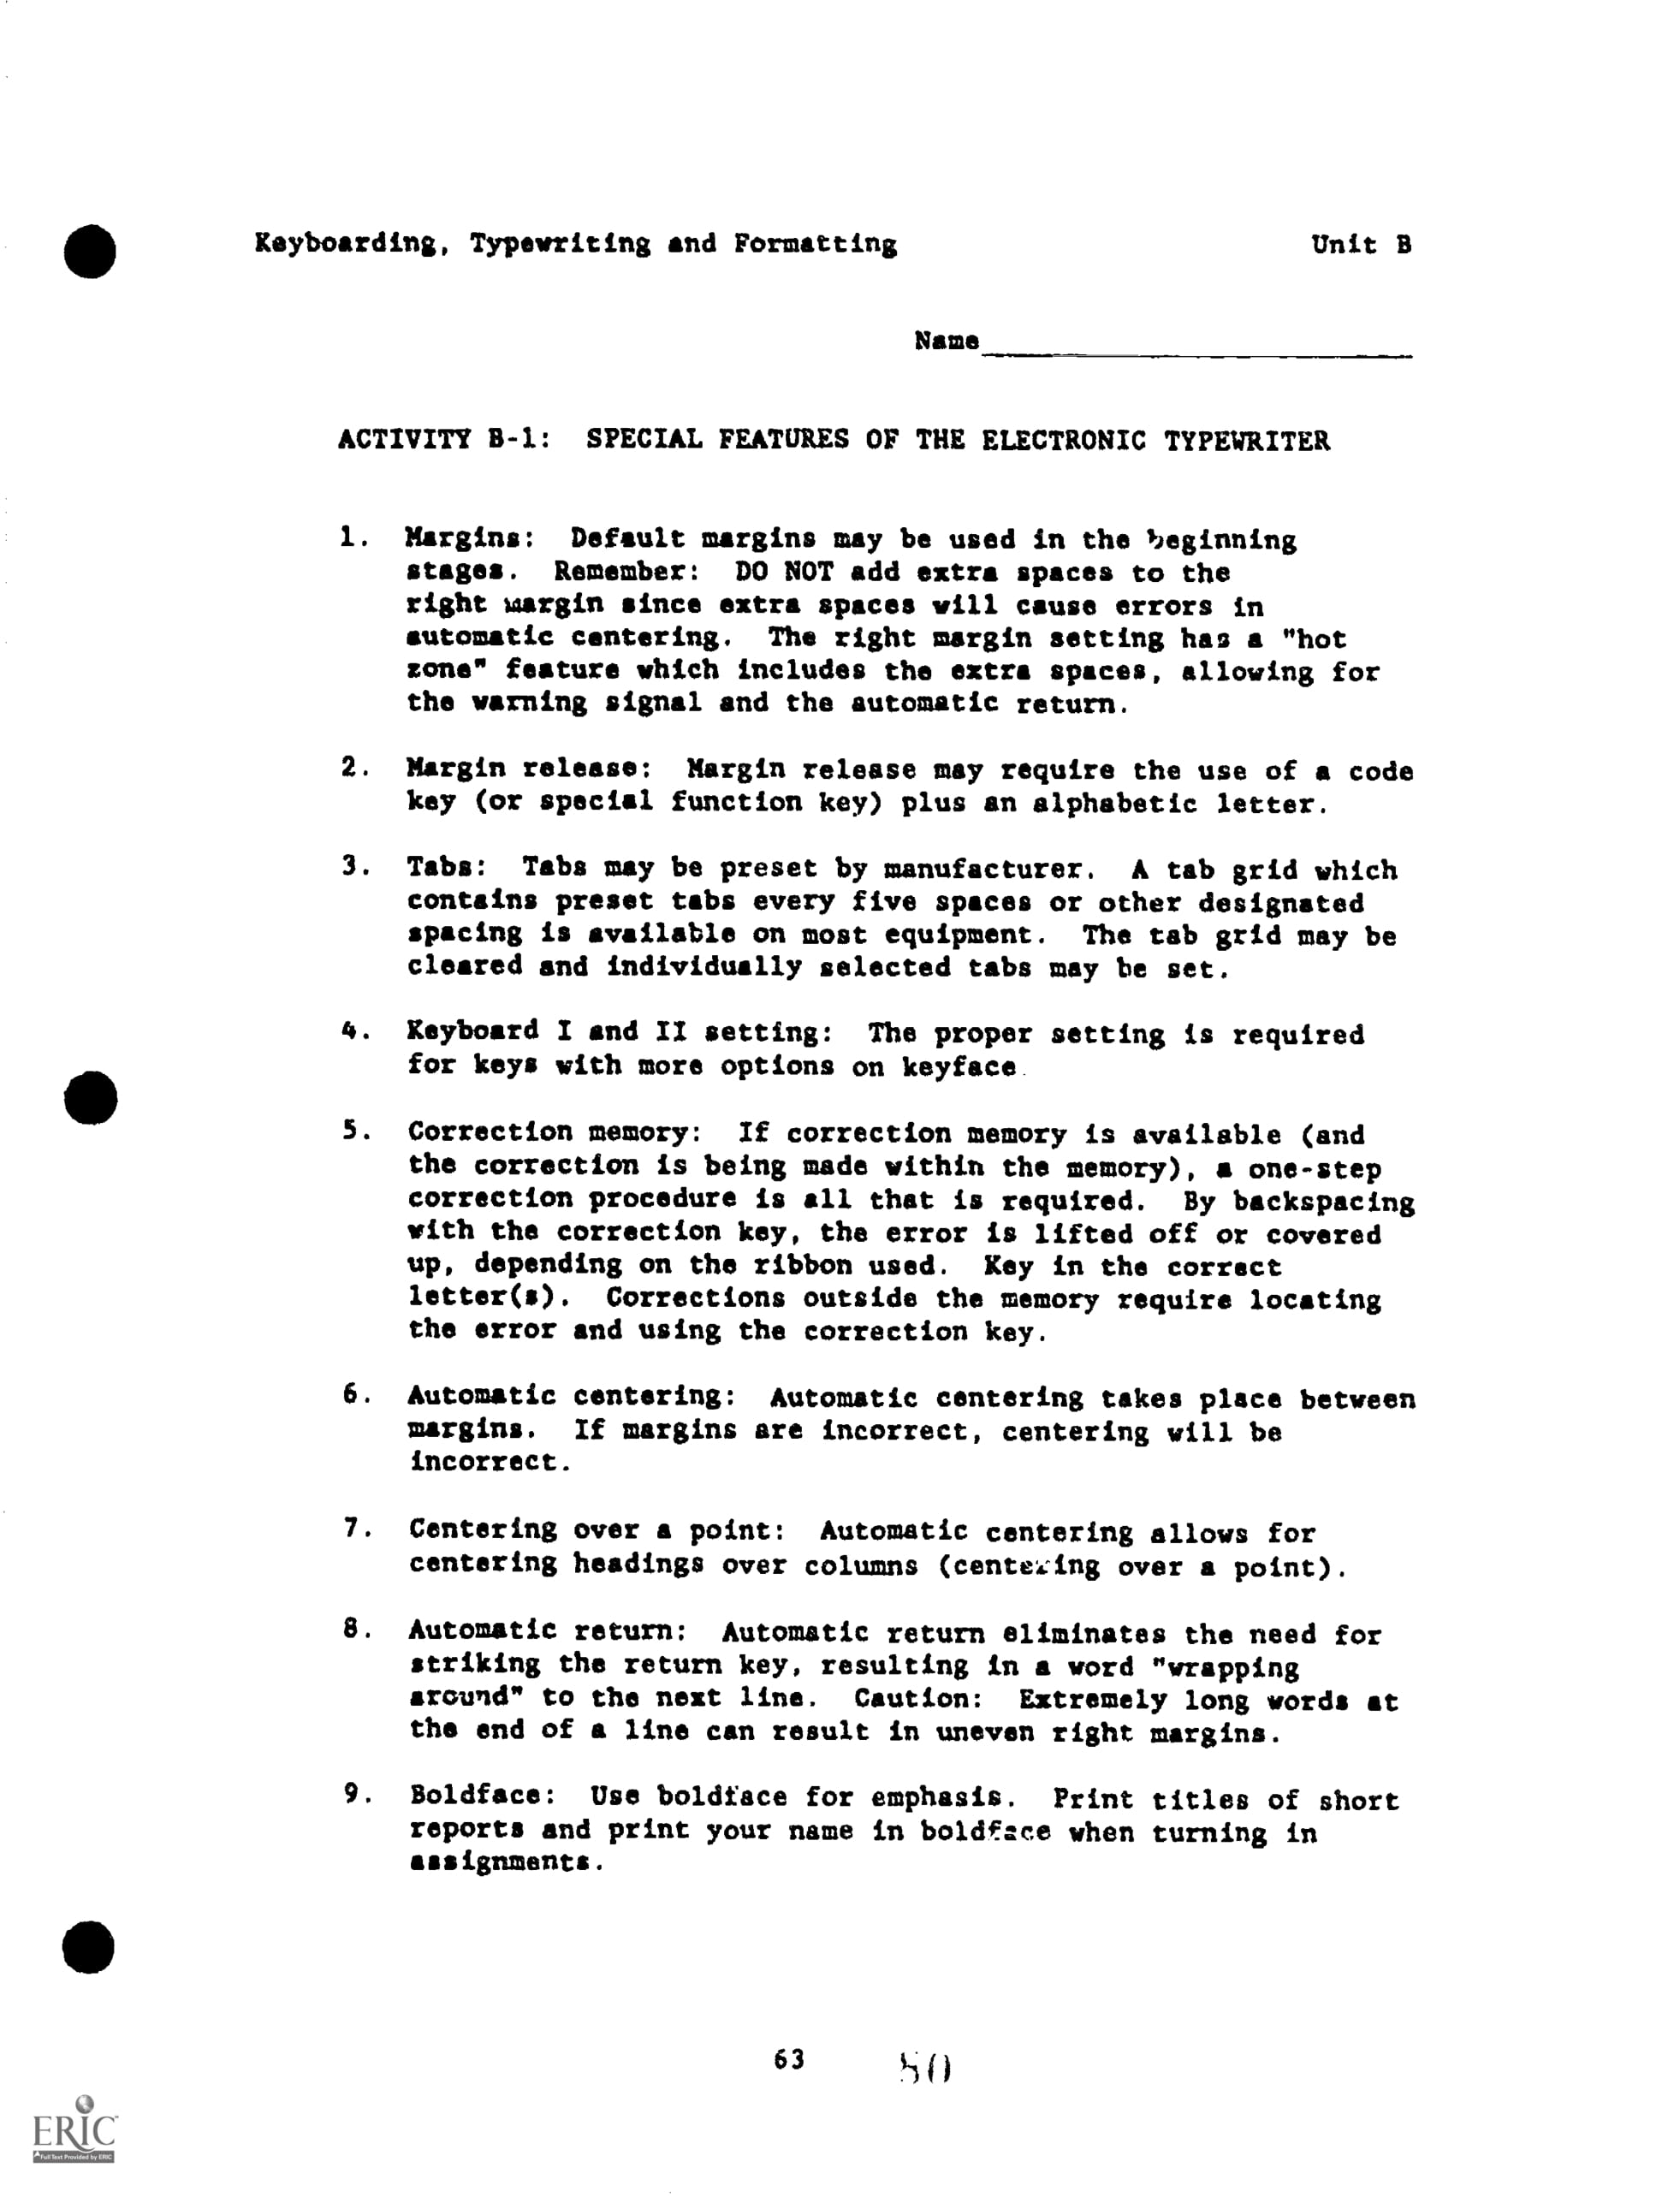 Keyboarding, Typewriting and Formatting Unit B
Name
ACTIVITY B-1: SPECIAL FEATURES OF THE ELECTRONIC TYPEWRITER
1. Margins: Default margins may be used in the beginning
stages. Remember: DO NOT add extra spaces to the
right margin since extra spaces will cause errors in
automatic centering. The right margin setting has a "hot
zone" feature which includes the extra spaces, allowing for
the warning signal and the automatic return.
2. Margin release: Margin release may require the use of a code
key (or special function key) plus an alphabetic letter.
3. Tabs: Tabs may be preset by manufacturer. A tab grid which
contains preset tabs every five spaces or other designated
spacing is available on most equipment. The tab grid may be
cleared and individually selected tabs may be set.
4. Keyboard I and II setting: The proper setting is required
for keys with more options on keyface.
5. Correction memory: If correction memory is available (and
the correction is being made within the memory), a one-step
correction procedure is all that is required. By backspacing
with the correction key, the error is lifted off or covered
up, depending on the ribbon used. Key in the correct
letter(s). Corrections outside the memory require locating
the error and using the correction key.
6. Automatic centering: Automatic centering takes place between
margins. If margins are incorrect, centering will be
incorrect.
7. Centering over a point: Automatic centering allows for
centering headings over columns (centering over a point).
8. Automatic return: Automatic return eliminates the need for
striking the return key, resulting in a word "wrapping
around" to the next line. Caution: Extremely long words at
the end of a line can result in uneven right margins.
9. Boldface: Use boldface for emphasis. Print titles of short
reports and print your name in boldface when turning in
assignments.
63 80
ERIC
Full Text Provided by ERIC